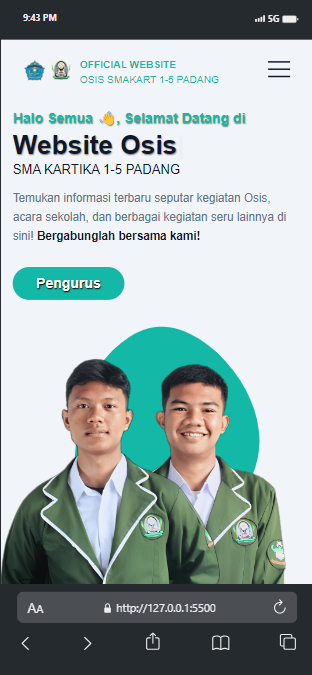 9:43 PM
5G
OFFICIAL WEBSITE
OSIS SMAKART 1-5 PADANG
Halo Semua 👋, Selamat Datang di
Website Osis
SMA KARTIKA 1-5 PADANG
Temukan informasi terbaru seputar kegiatan Osis,
acara sekolah, dan berbagai kegiatan seru lainnya di
sini! Bergabunglah bersama kami!
Pengurus
AA
http://127.0.0.1:5500